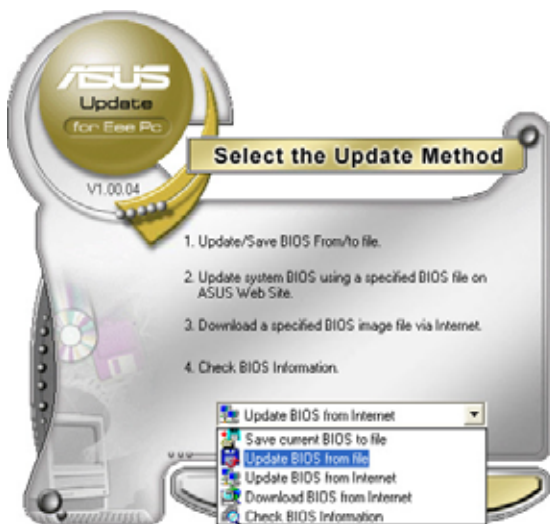 ASUS
Update
for Eee Pc
V1.00.04
Select the Update Method
1. Update/Save BIOS From/to file.
2. Update system BIOS using a specified BIOS file on
ASUS Web Site.
3. Download a specified BIOS image file via Internet.
4. Check BIOS Information.
Update BIOS from Internet
Save current BIOS to file
Update BIOS from file
Update BIOS from Internet
Download BIOS from Internet
Check BIOS Information